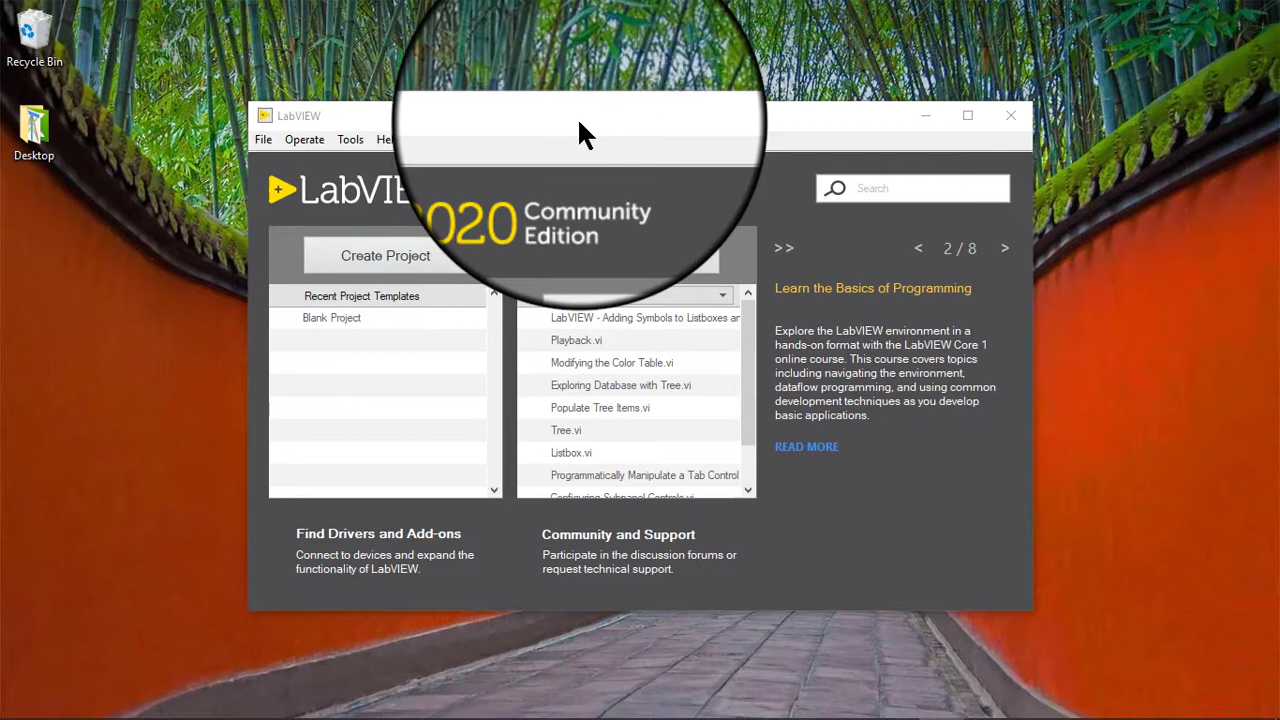 Recycle Bin
Desktop
LabVIEW
File Operate Tools
2020 Community
Edition
Search
Create Project
>> < 2 / 8 >
Recent Project Templates
Blank Project
LabVIEW - Adding Symbols to Listboxes
Playback.vi
Modifying the Color Table.vi
Exploring Database with Tree.vi
Populate Tree Items.vi
Tree.vi
Listbox.vi
Programmatically Manipulate a Tab Control
Configuring Subpanel Controls.vi
Learn the Basics of Programming
Explore the LabVIEW environment in a
hands-on format with the LabVIEW Core 1
online course. This course covers topics
including navigating the environment,
dataflow programming, and using common
development techniques as you develop
basic applications.
READ MORE
Find Drivers and Add-ons
Connect to devices and expand the
functionality of LabVIEW.
Community and Support
Participate in the discussion forums or
request technical support.